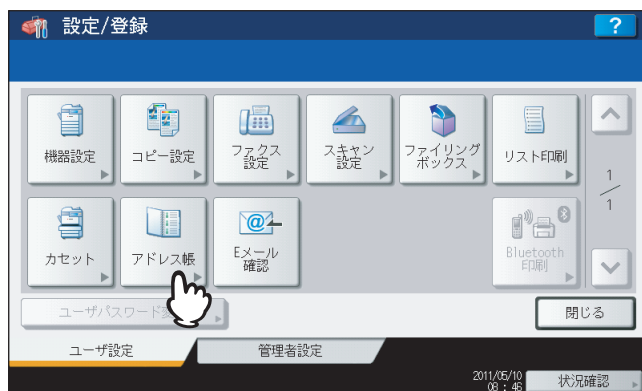 設定/登録
?
機器設定
コピー設定
ファクス
設定
スキャン
設定
ファイリング
ボックス
リスト印刷
1
1
カセット
アドレス帳
@
Eメール
確認
Bluetooth
印刷
ユーザパスワード
閉じる
ユーザ設定
管理者設定
2011/05/10
08 : 46
状況確認